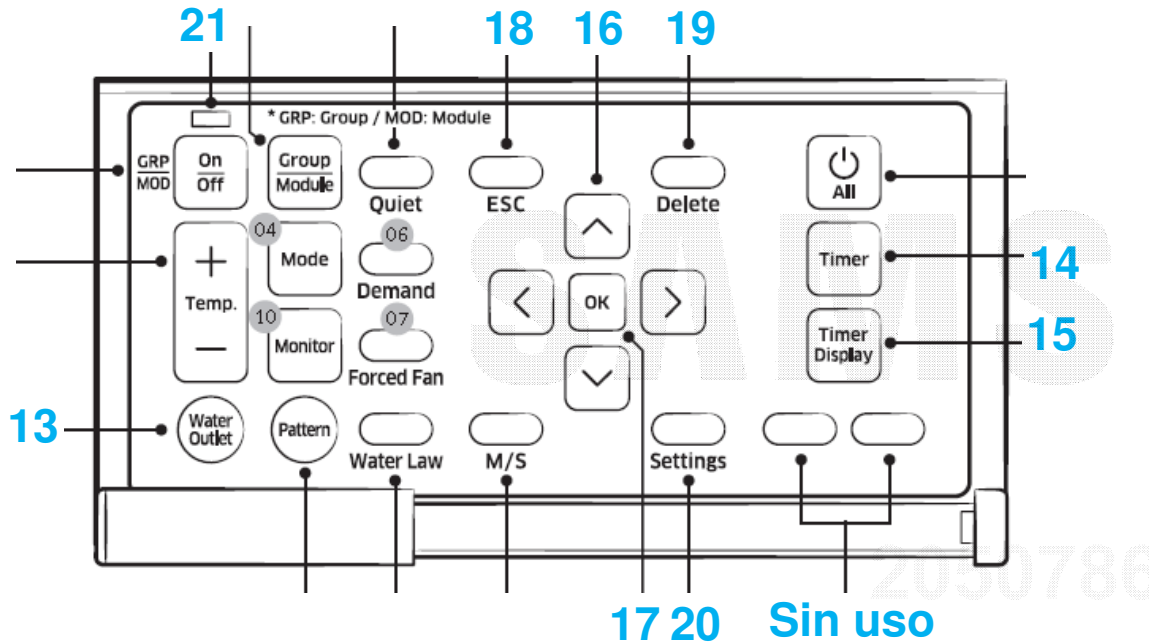 21
18
16
19
* GRP: Group / MOD: Module
GRP
MOD
On
Off
Group
Module
Quiet
ESC
Delete
All
04
Mode
06
Demand
+
Temp.
−
10
Monitor
07
Forced Fan
OK
Timer
14
Timer
Display
15
13
Water
Outlet
Pattern
Water Law
M/S
Settings
17
20
Sin uso
SAMS
2050786